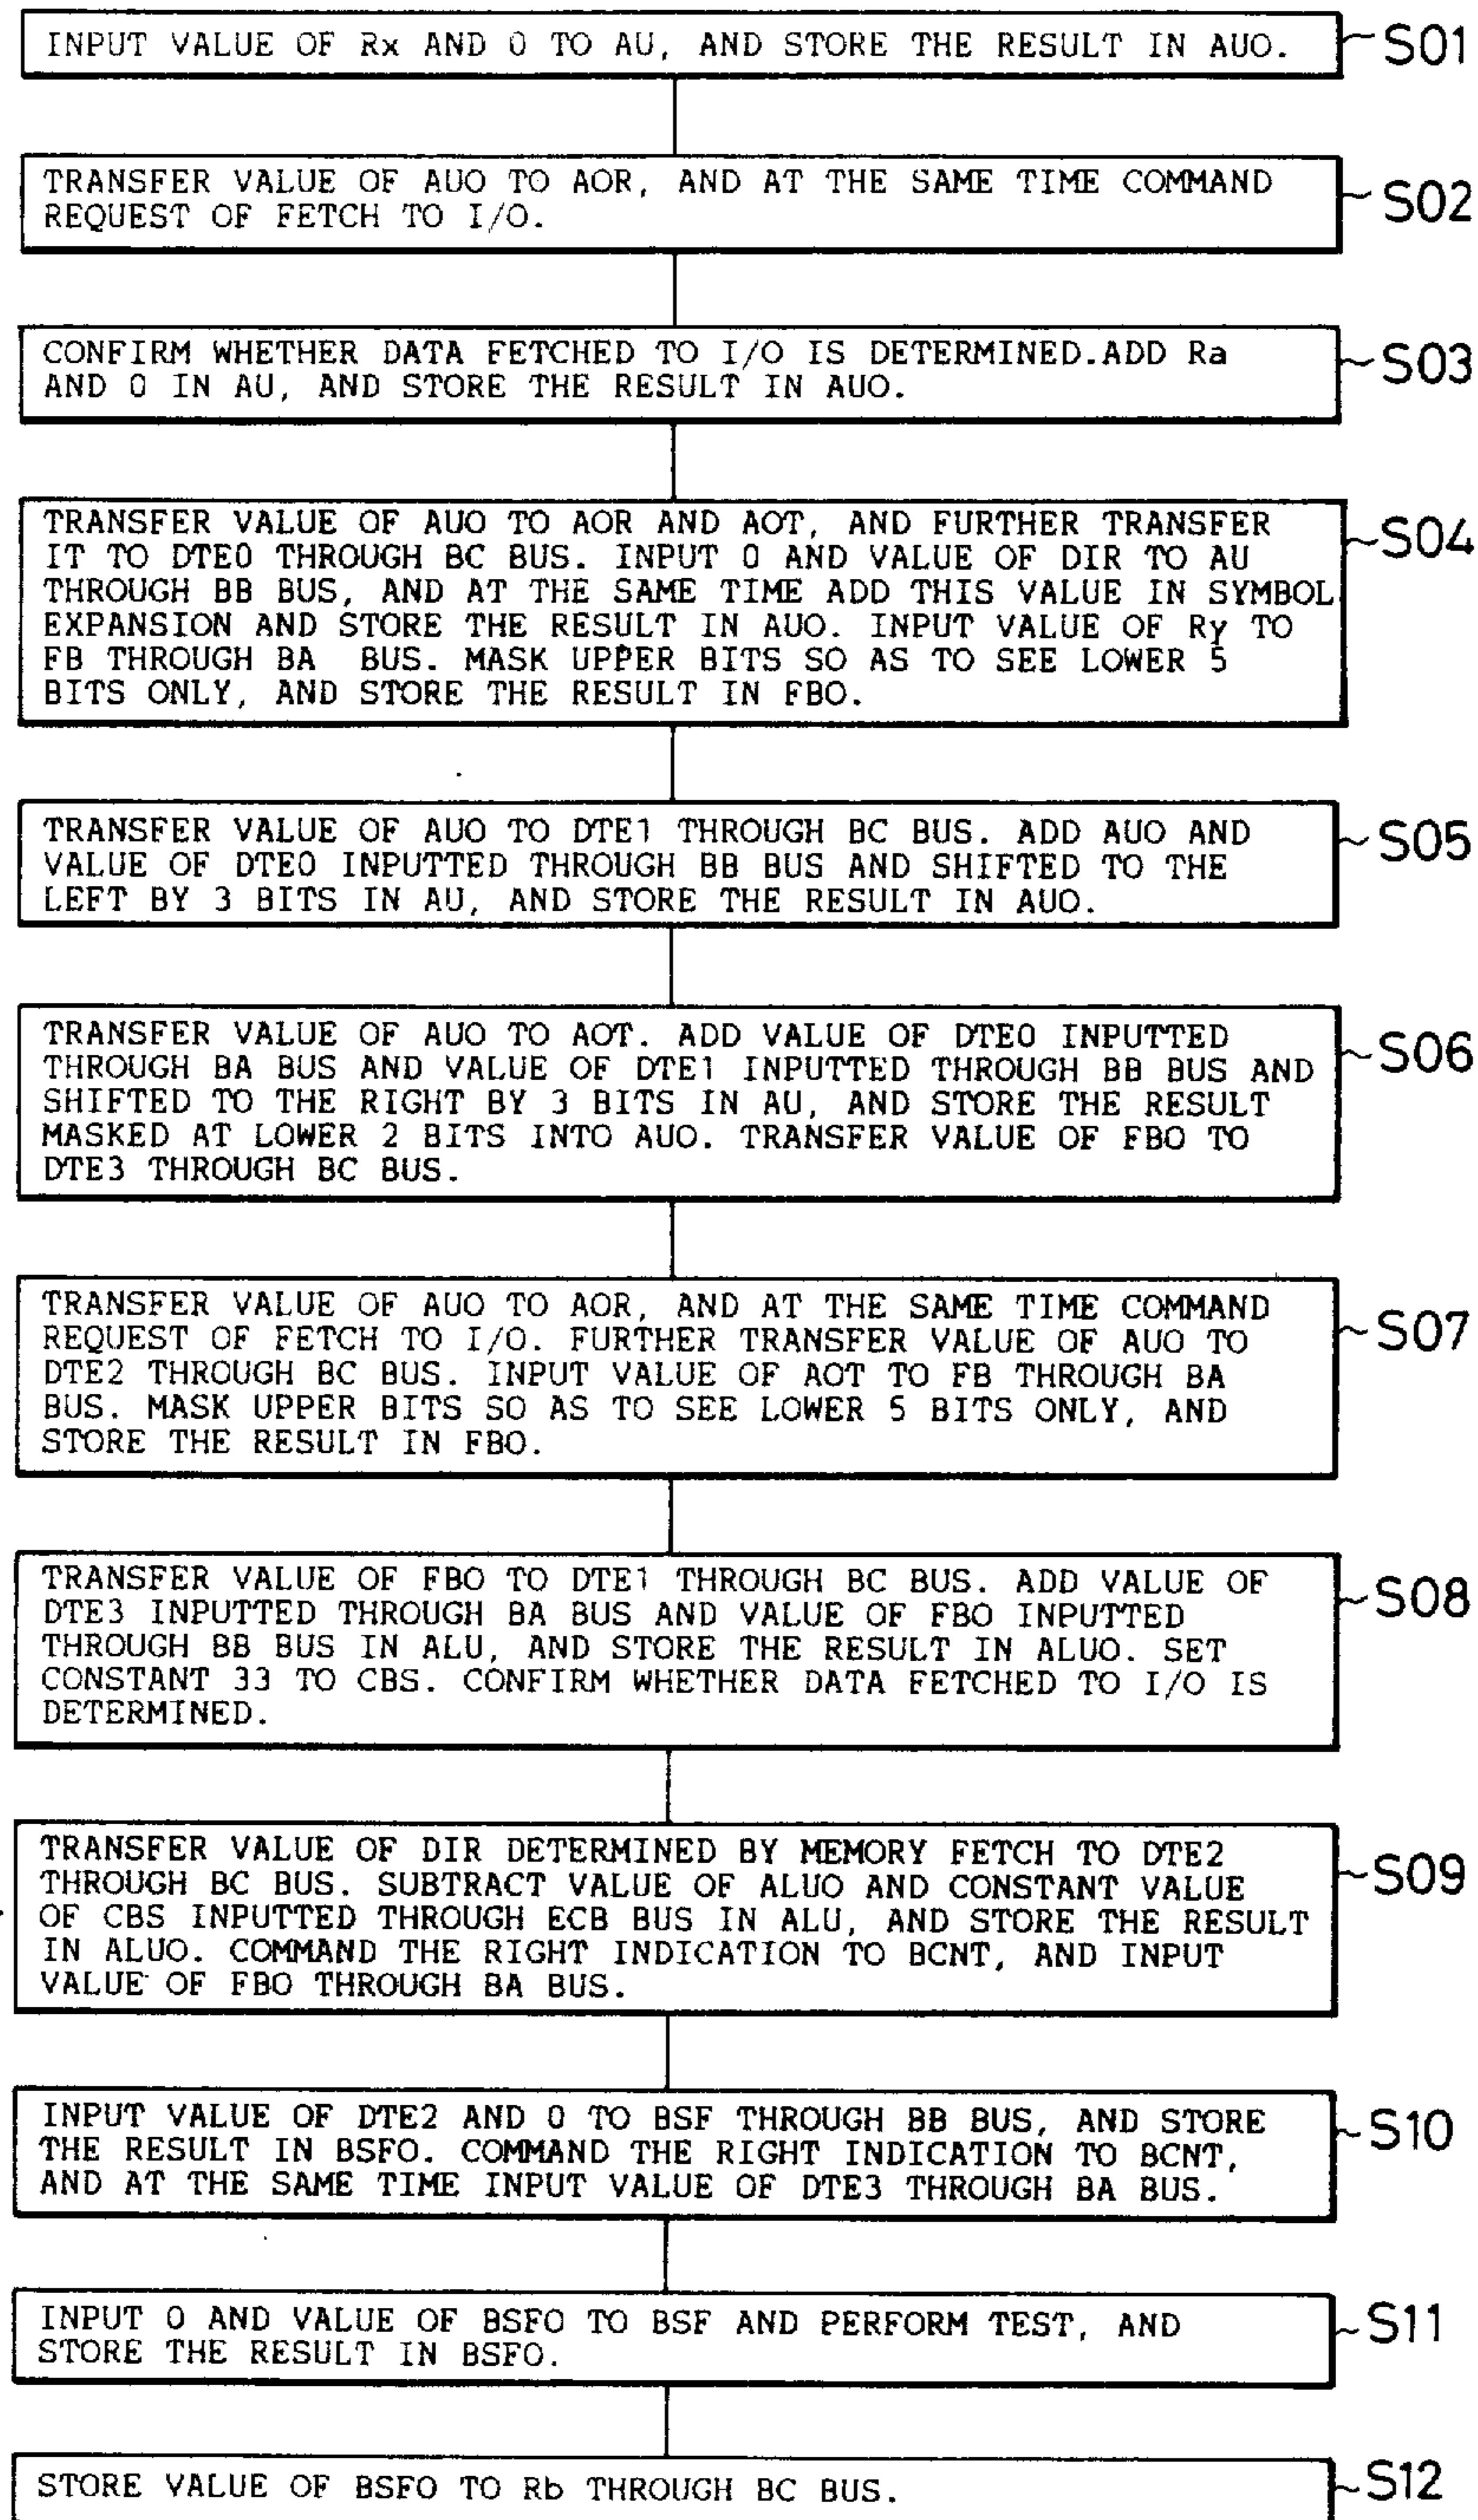 INPUT VALUE OF Rx AND 0 TO AU, AND STORE THE RESULT IN AUO.
S01
TRANSFER VALUE OF AUO TO AOR, AND AT THE SAME TIME COMMAND
REQUEST OF FETCH TO I/O.
S02
CONFIRM WHETHER DATA FETCHED TO I/O IS DETERMINED.ADD Ra
AND 0 IN AU, AND STORE THE RESULT IN AUO.
S03
TRANSFER VALUE OF AUO TO AOR AND AOT, AND FURTHER TRANSFER
IT TO DTE0 THROUGH BC BUS. INPUT 0 AND VALUE OF DIR TO AU
THROUGH BB BUS, AND AT THE SAME TIME ADD THIS VALUE IN SYMBOL
EXPANSION AND STORE THE RESULT IN AUO. INPUT VALUE OF Ry TO
FB THROUGH BA BUS. MASK UPPER BITS SO AS TO SEE LOWER 5
BITS ONLY, AND STORE THE RESULT IN FBO.
S04
TRANSFER VALUE OF AUO TO DTE1 THROUGH BC BUS. ADD AUO AND
VALUE OF DTE0 INPUTTED THROUGH BB BUS AND SHIFTED TO THE
LEFT BY 3 BITS IN AU, AND STORE THE RESULT IN AUO.
S05
TRANSFER VALUE OF AUO TO AOT. ADD VALUE OF DTE0 INPUTTED
THROUGH BA BUS AND VALUE OF DTE1 INPUTTED THROUGH BB BUS AND
SHIFTED TO THE RIGHT BY 3 BITS IN AU, AND STORE THE RESULT
MASKED AT LOWER 2 BITS INTO AUO. TRANSFER VALUE OF FBO TO
DTE3 THROUGH BC BUS.
S06
TRANSFER VALUE OF AUO TO AOR, AND AT THE SAME TIME COMMAND
REQUEST OF FETCH TO I/O. FURTHER TRANSFER VALUE OF AUO TO
DTE2 THROUGH BC BUS. INPUT VALUE OF AOT TO FB THROUGH BA
BUS. MASK UPPER BITS SO AS TO SEE LOWER 5 BITS ONLY, AND
STORE THE RESULT IN FBO.
S07
TRANSFER VALUE OF FBO TO DTE1 THROUGH BC BUS. ADD VALUE OF
DTE3 INPUTTED THROUGH BA BUS AND VALUE OF FBO INPUTTED
THROUGH BB BUS IN ALU, AND STORE THE RESULT IN ALUO. SET
CONSTANT 33 TO CBS. CONFIRM WHETHER DATA FETCHED TO I/O IS
DETERMINED.
S08
TRANSFER VALUE OF DIR DETERMINED BY MEMORY FETCH TO DTE2
THROUGH BC BUS. SUBTRACT VALUE OF ALUO AND CONSTANT VALUE
OF CBS INPUTTED THROUGH ECB BUS IN ALU, AND STORE THE RESULT
IN ALUO. COMMAND THE RIGHT INDICATION TO BCNT, AND INPUT
VALUE OF FBO THROUGH BA BUS.
S09
INPUT VALUE OF DTE2 AND 0 TO BSF THROUGH BB BUS, AND STORE
THE RESULT IN BSFO. COMMAND THE RIGHT INDICATION TO BCNT,
AND AT THE SAME TIME INPUT VALUE OF DTE3 THROUGH BA BUS.
S10
INPUT 0 AND VALUE OF BSFO TO BSF AND PERFORM TEST, AND
STORE THE RESULT IN BSFO.
S11
STORE VALUE OF BSFO TO Rb THROUGH BC BUS.
S12